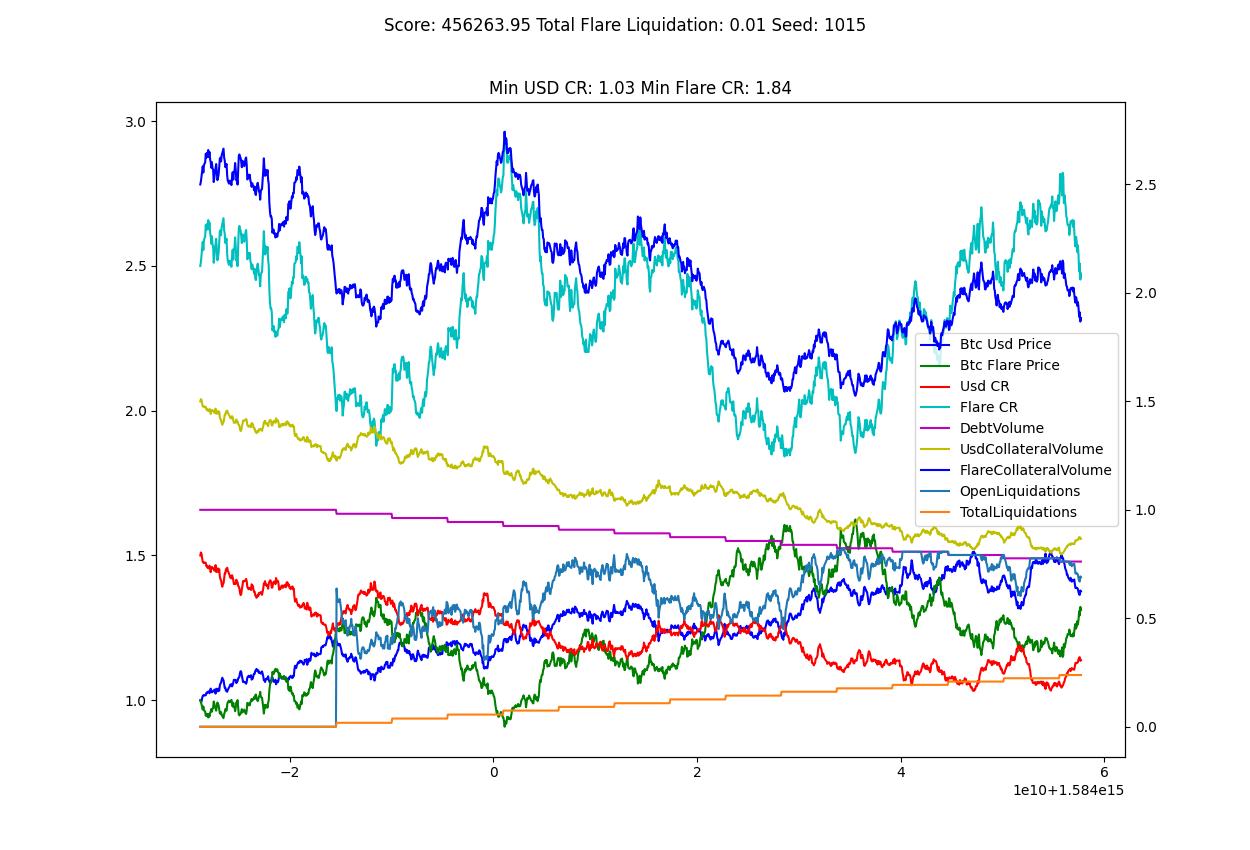 Score: 456263.95 Total Flare Liquidation: 0.01 Seed: 1015
Min USD CR: 1.03 Min Flare CR: 1.84
3.0
2.5
2.0
1.5
1.0
2.5
2.0
1.5
1.0
0.5
0.0
Btc Usd Price
Btc Flare Price
Usd CR
Flare CR
DebtVolume
UsdCollateralVolume
FlareCollateralVolume
OpenLiquidations
TotalLiquidations
−2 0 2 4 6
1e10+1.584e15